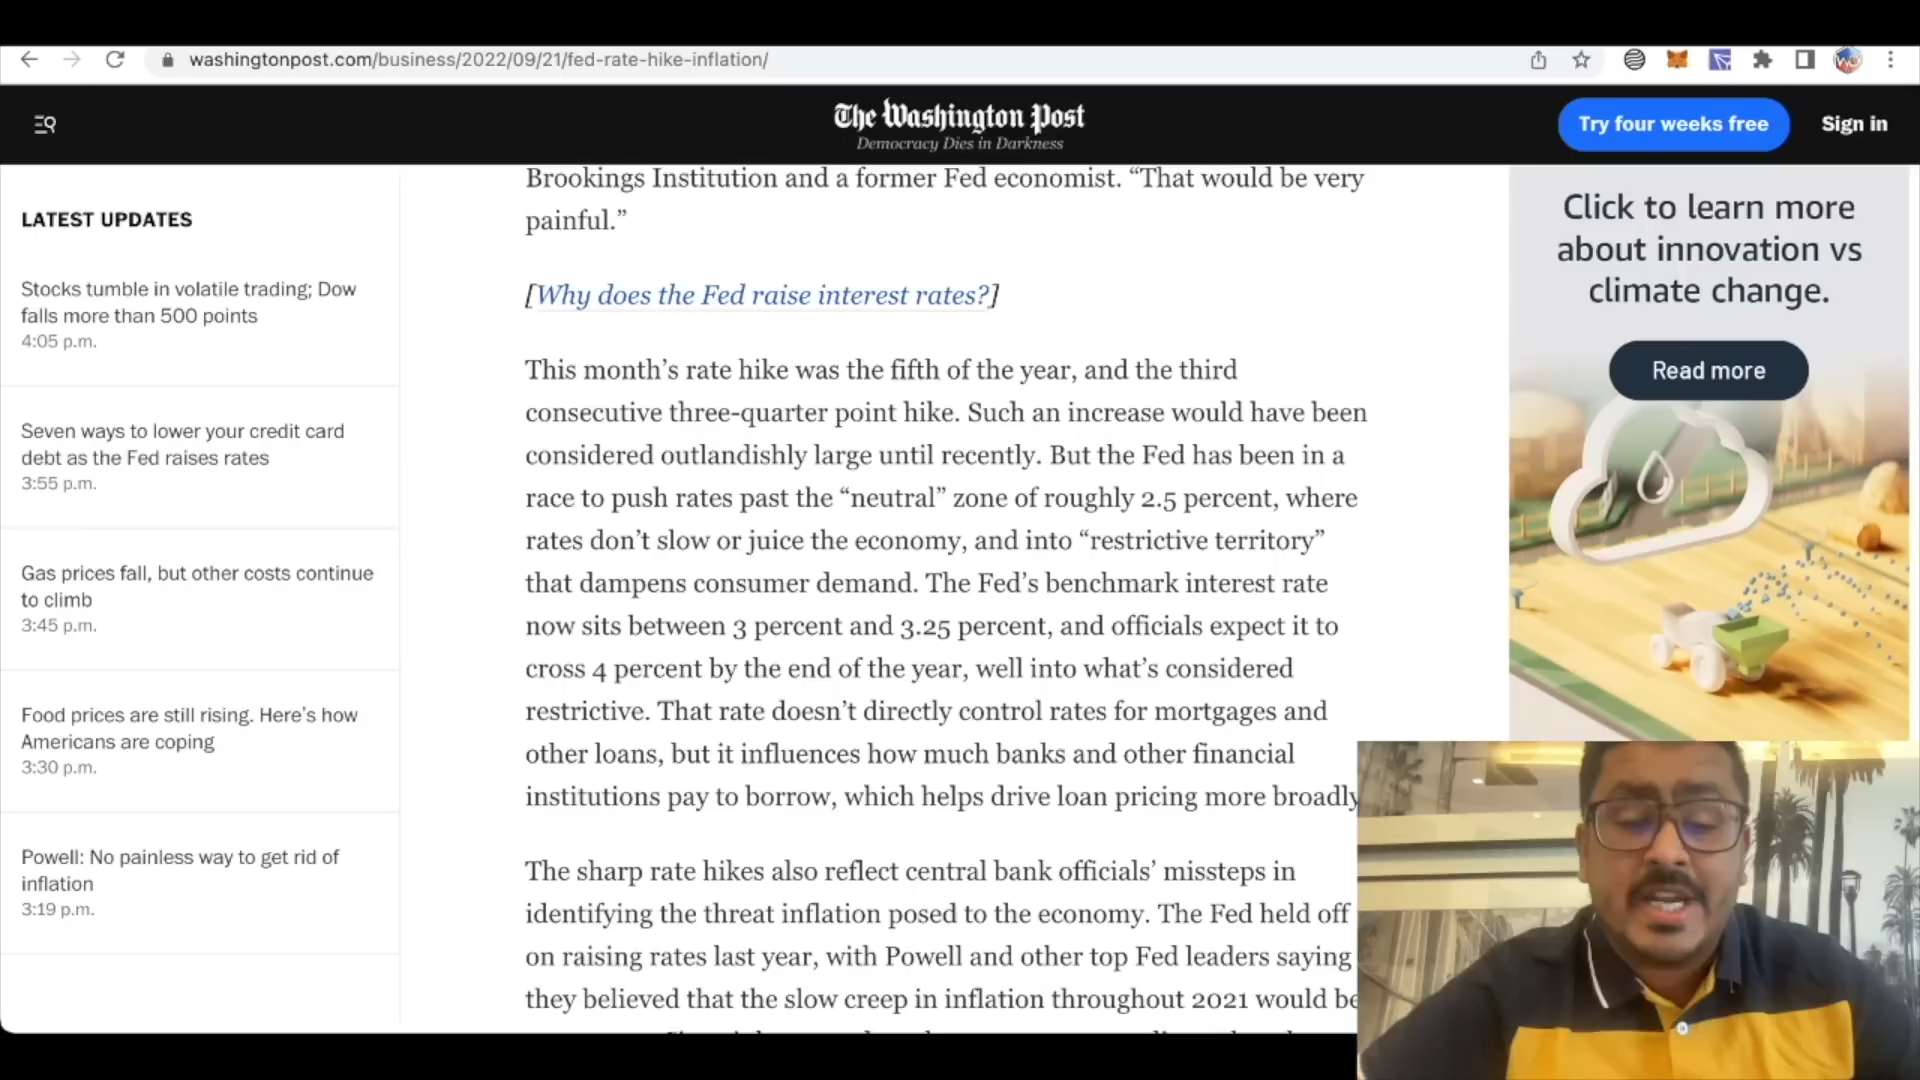 washingtonpost.com/business/2022/09/21/fed-rate-hike-inflation/
The Washington Post
Democracy Dies in Darkness
Try four weeks free
Sign in
LATEST UPDATES
Stocks tumble in volatile trading; Dow
falls more than 500 points
4:05 p.m.
Seven ways to lower your credit card
debt as the Fed raises rates
3:55 p.m.
Gas prices fall, but other costs continue
to climb
3:45 p.m.
Food prices are still rising. Here's how
Americans are coping
3:30 p.m.
Powell: No painless way to get rid of
inflation
3:19 p.m.
Brookings Institution and a former Fed economist. “That would be very
painful.”
[Why does the Fed raise interest rates?]
This month’s rate hike was the fifth of the year, and the third
consecutive three-quarter point hike. Such an increase would have been
considered outlandishly large until recently. But the Fed has been in a
race to push rates past the “neutral” zone of roughly 2.5 percent, where
rates don’t slow or juice the economy, and into “restrictive territory”
that dampens consumer demand. The Fed’s benchmark interest rate
now sits between 3 percent and 3.25 percent, and officials expect it to
cross 4 percent by the end of the year, well into what’s considered
restrictive. That rate doesn’t directly control rates for mortgages and
other loans, but it influences how much banks and other financial
institutions pay to borrow, which helps drive loan pricing more broadly
The sharp rate hikes also reflect central bank officials’ missteps in
identifying the threat inflation posed to the economy. The Fed held off
on raising rates last year, with Powell and other top Fed leaders saying
they believed that the slow creep in inflation throughout 2021 would be
Click to learn more
about innovation vs
climate change.
Read more